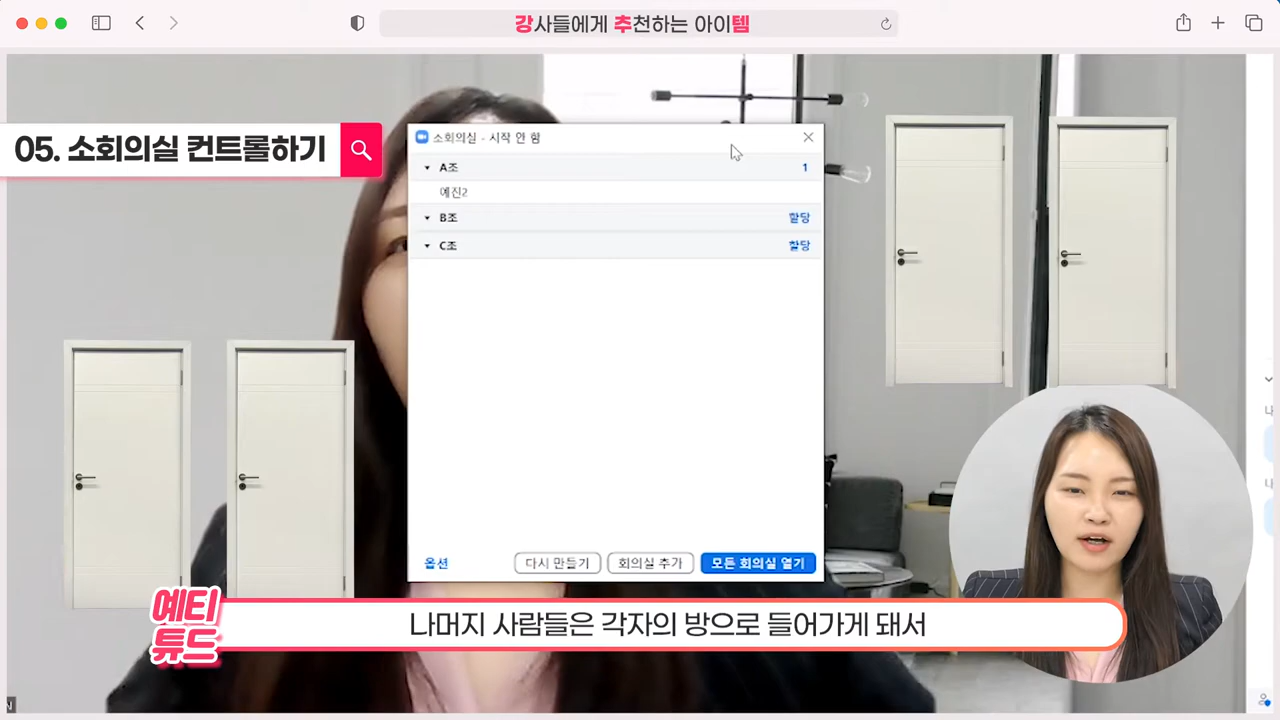 강사들에게 추천하는 아이템
05. 소회의실 컨트롤하기
소회의실 - 시작 안 함
A조 1
예진2
B조 할당
C조 할당
옵션 다시 만들기 회의실 추가 모든 회의실 열기
예티
튜드
나머지 사람들은 각자의 방으로 들어가게 돼서